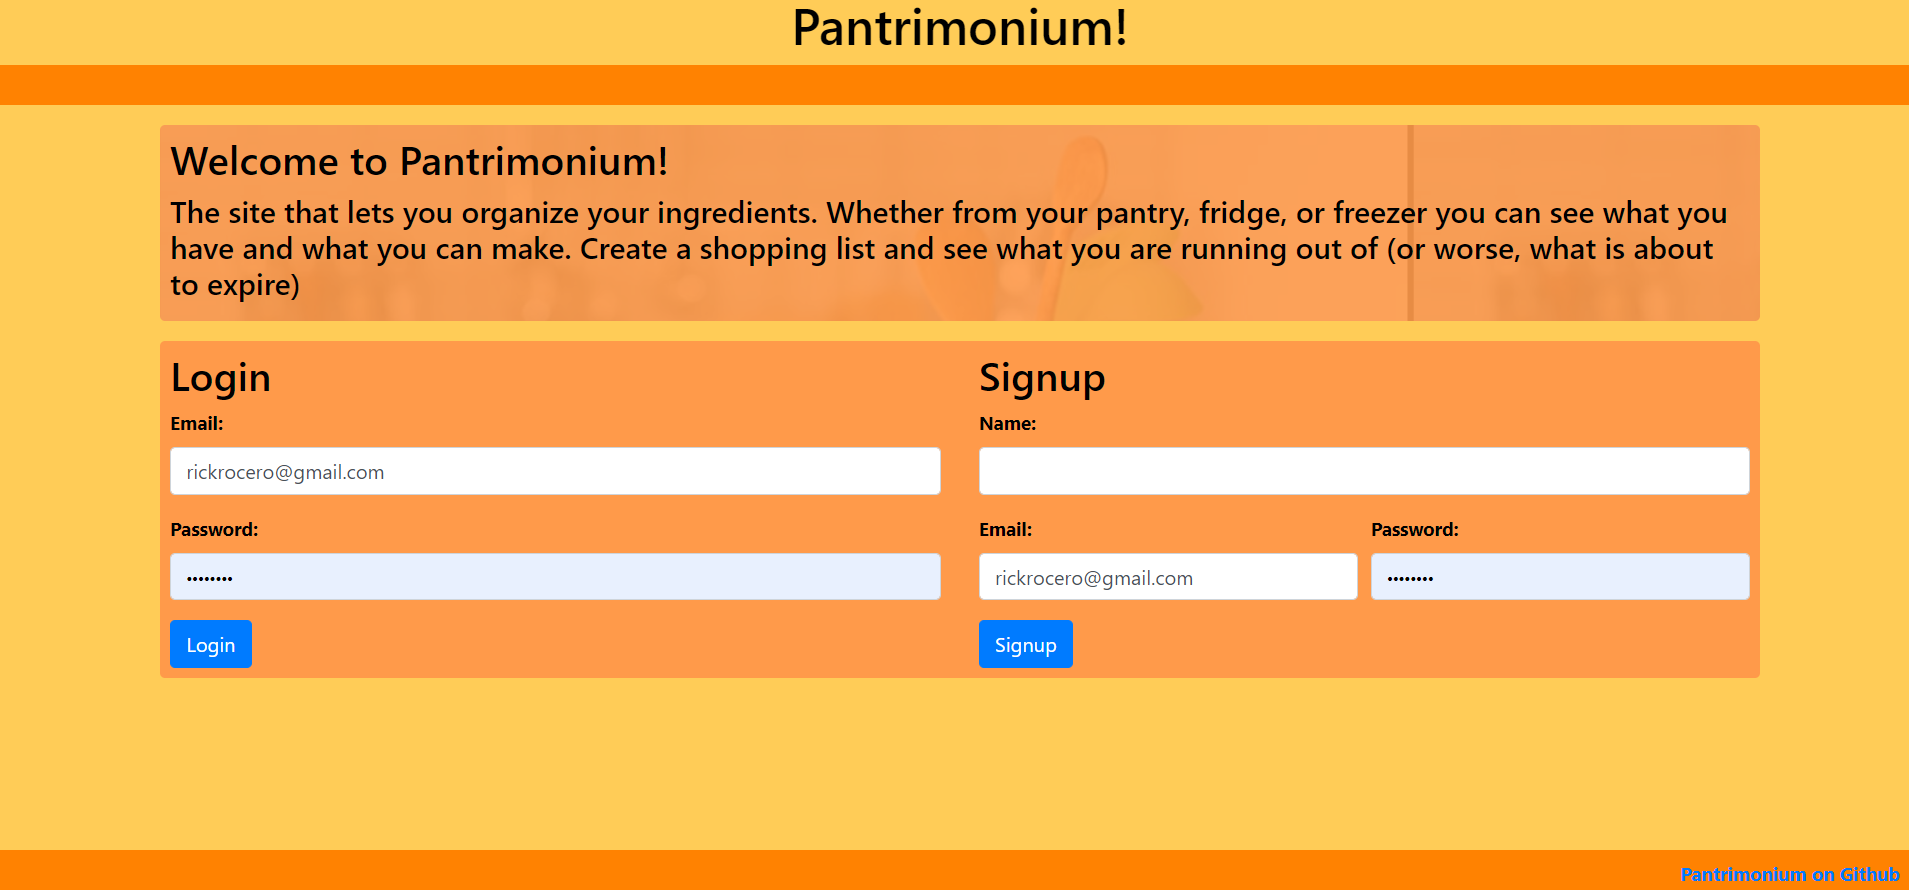 Pantrimonium!
Welcome to Pantrimonium!
The site that lets you organize your ingredients. Whether from your pantry, fridge, or freezer you can see what you
have and what you can make. Create a shopping list and see what you are running out of (or worse, what is about
to expire)
Login
Email:
rickrocero@gmail.com
Password:
••••••••
Login
Signup
Name:
Email:
Password:
rickrocero@gmail.com
••••••••
Signup
Pantrimonium on Github